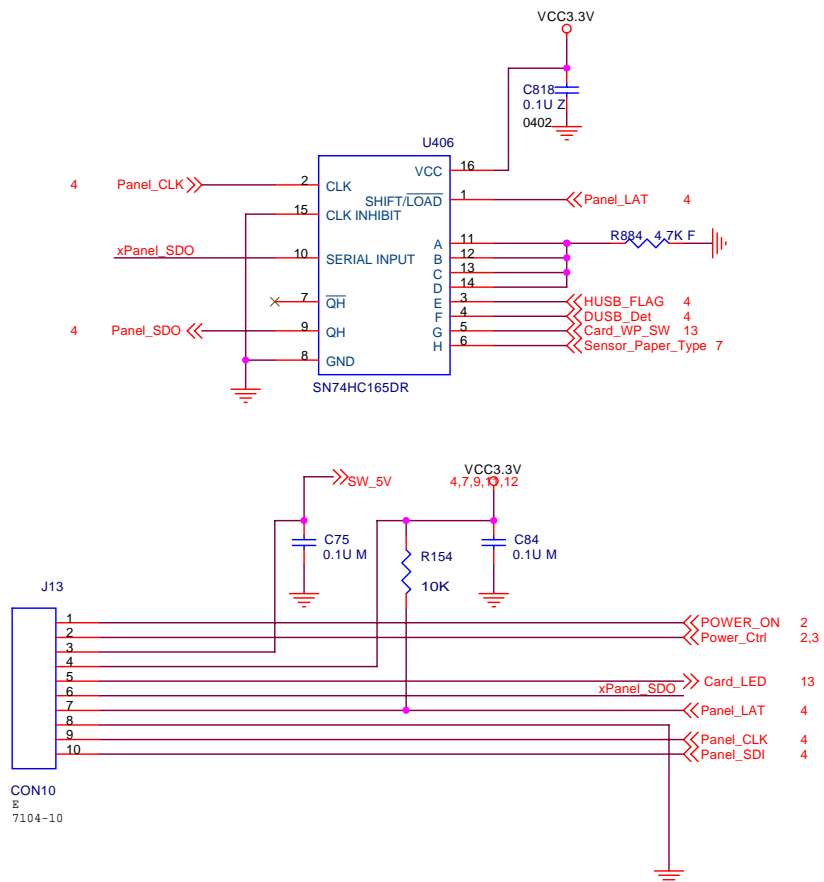 VCC3.3V
C818
0.1U Z
0402
U406
4 Panel_CLK
2 CLK
VCC 16
SHIFT/LOAD 1
Panel_LAT 4
15 CLK INHIBIT
xPanel_SDO
10 SERIAL INPUT
A 11
R884 4.7K F
B 12
C 13
D 14
7 QH
E 3
HUSB_FLAG 4
F 4
DUSB_Det 4
4 Panel_SDO
9 QH
G 5
Card_WP_SW 13
H 6
Sensor_Paper_Type 7
8 GND
SN74HC165DR
SW_5V
VCC3.3V
4,7,9,11,12
C75
0.1U M
R154
10K
C84
0.1U M
J13
1
POWER_ON 2
2
Power_Ctrl 2,3
3
4
5
Card_LED 13
6
xPanel_SDO
7
Panel_LAT 4
8
9
Panel_CLK 4
10
Panel_SDI 4
CON10
E
7104-10